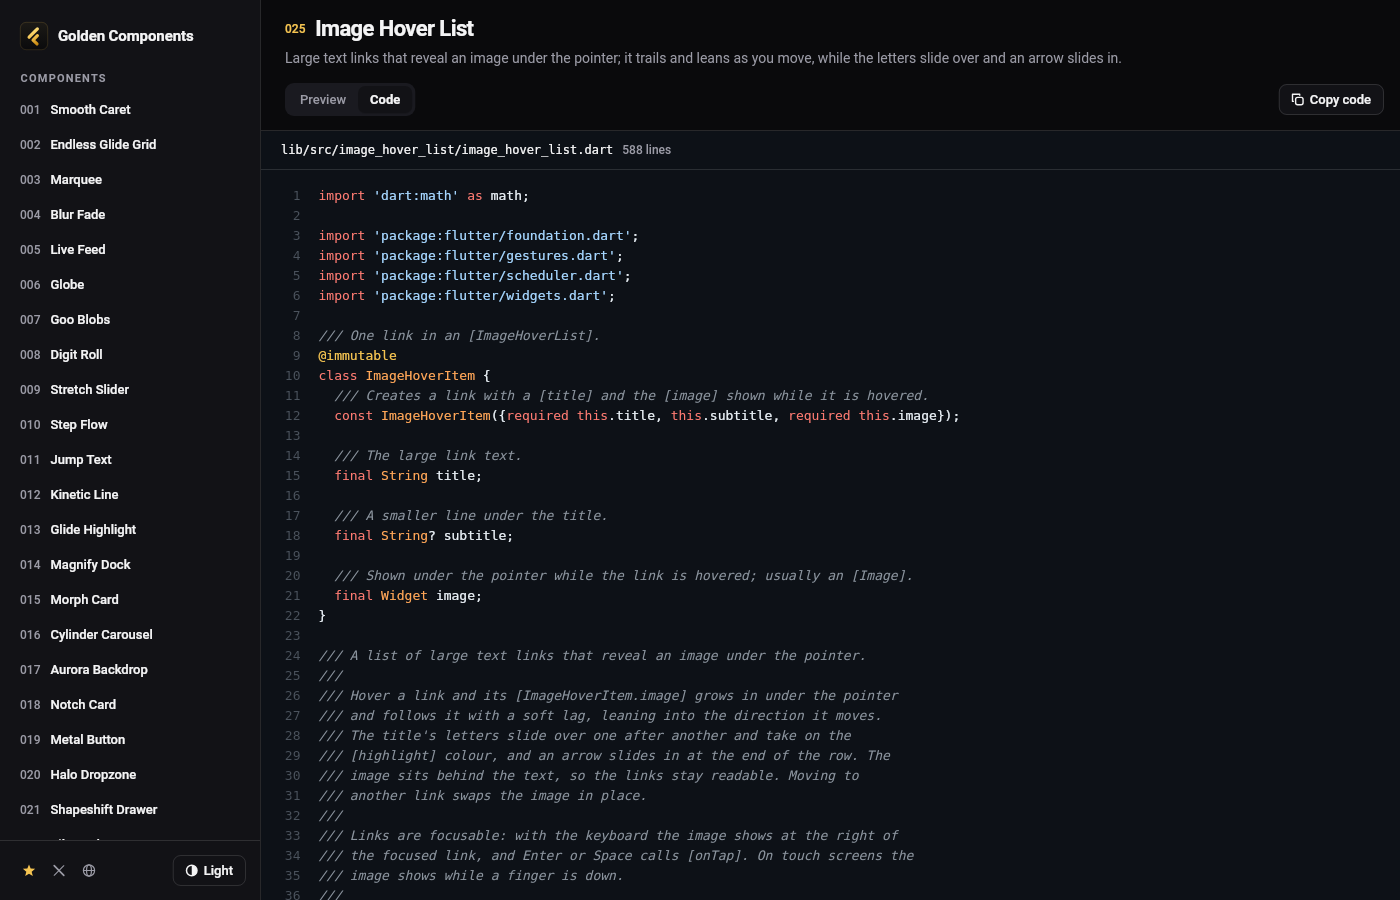 Golden Components
COMPONENTS
001 Smooth Caret
002 Endless Glide Grid
003 Marquee
004 Blur Fade
005 Live Feed
006 Globe
007 Goo Blobs
008 Digit Roll
009 Stretch Slider
010 Step Flow
011 Jump Text
012 Kinetic Line
013 Glide Highlight
014 Magnify Dock
015 Morph Card
016 Cylinder Carousel
017 Aurora Backdrop
018 Notch Card
019 Metal Button
020 Halo Dropzone
021 Shapeshift Drawer
Light
025 Image Hover List
Large text links that reveal an image under the pointer; it trails and leans as you move, while the letters slide over and an arrow slides in.
Preview Code
Copy code
lib/src/image_hover_list/image_hover_list.dart 588 lines
1 import 'dart:math' as math;
2
3 import 'package:flutter/foundation.dart';
4 import 'package:flutter/gestures.dart';
5 import 'package:flutter/scheduler.dart';
6 import 'package:flutter/widgets.dart';
7
8 /// One link in an [ImageHoverList].
9 @immutable
10 class ImageHoverItem {
11   /// Creates a link with a [title] and the [image] shown while it is hovered.
12   const ImageHoverItem({required this.title, this.subtitle, required this.image});
13
14   /// The large link text.
15   final String title;
16
17   /// A smaller line under the title.
18   final String? subtitle;
19
20   /// Shown under the pointer while the link is hovered; usually an [Image].
21   final Widget image;
22 }
23
24 /// A list of large text links that reveal an image under the pointer.
25 ///
26 /// Hover a link and its [ImageHoverItem.image] grows in under the pointer
27 /// and follows it with a soft lag, leaning into the direction it moves.
28 /// The title's letters slide over one after another and take on the
29 /// [highlight] colour, and an arrow slides in at the end of the row. The
30 /// image sits behind the text, so the links stay readable. Moving to
31 /// another link swaps the image in place.
32 ///
33 /// Links are focusable: with the keyboard the image shows at the right of
34 /// the focused link, and Enter or Space calls [onTap]. On touch screens the
35 /// image shows while a finger is down.
36 ///